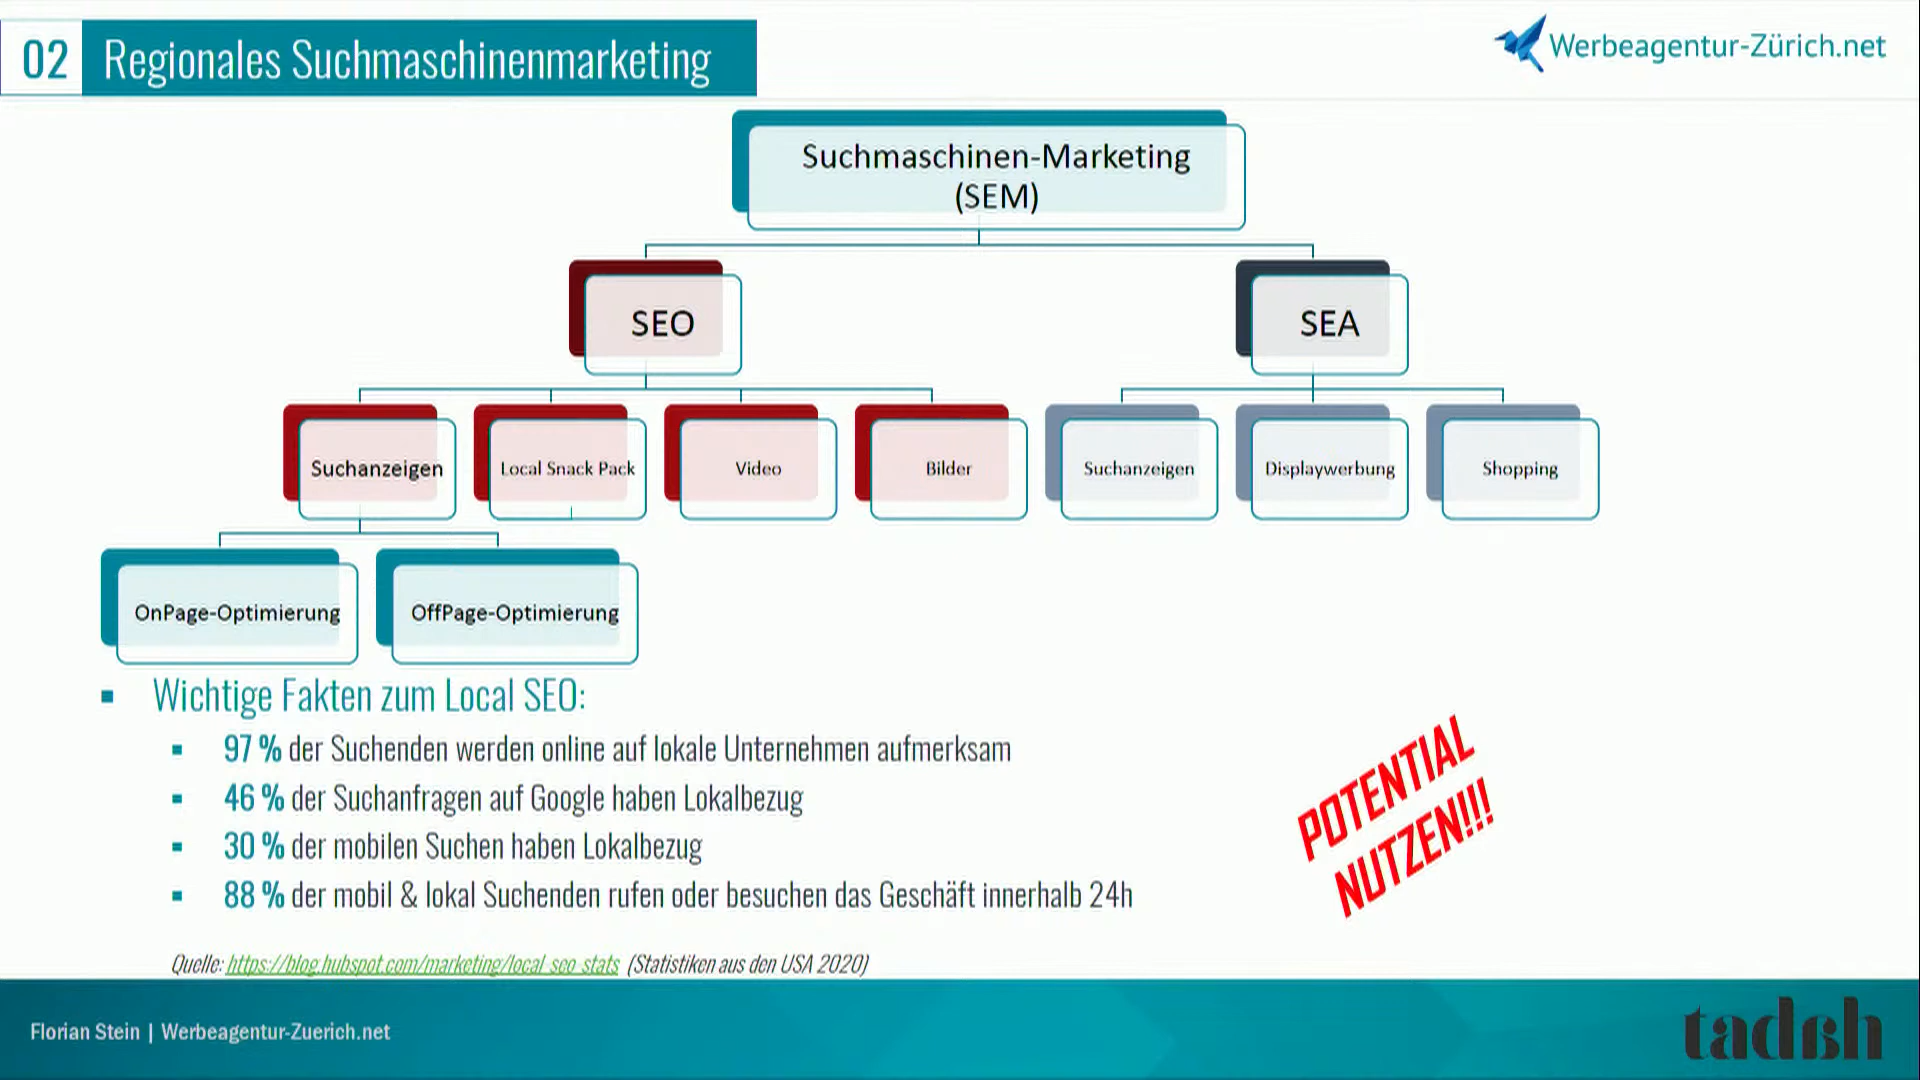 02 Regionales Suchmaschinenmarketing
Werbeagentur-Zürich.net
Suchmaschinen-Marketing
(SEM)
SEO
SEA
Suchanzeigen
Local Snack Pack
Video
Bilder
Suchanzeigen
Displaywerbung
Shopping
OnPage-Optimierung
OffPage-Optimierung
▪ Wichtige Fakten zum Local SEO:
▪ 97 % der Suchenden werden online auf lokale Unternehmen aufmerksam
▪ 46 % der Suchanfragen auf Google haben Lokalbezug
▪ 30 % der mobilen Suchen haben Lokalbezug
▪ 88 % der mobil & lokal Suchenden rufen oder besuchen das Geschäft innerhalb 24h
POTENTIAL
NUTZEN!!!
Quelle: https://blog.hubspot.com/marketing/local-seo-stats (Statistiken aus den USA 2020)
Florian Stein | Werbeagentur-Zuerich.net